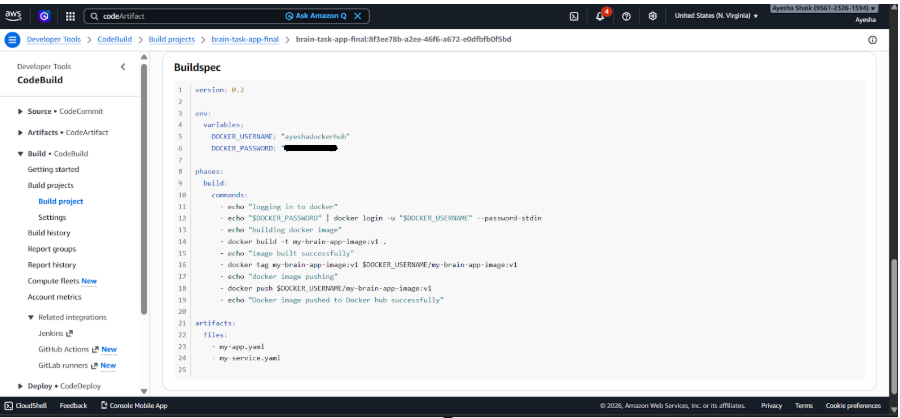 aws
codeArtifact
Ask Amazon Q
4
United States (N. Virginia)
Ayesha Shaik (9561-2326-1594)
Ayesha
Developer Tools > CodeBuild > Build projects > brain-task-app-final > brain-task-app-final:8f3ee78b-a2ee-46f6-a672-e0dfbfb0f5bd
Developer Tools
CodeBuild
Source • CodeCommit
Artifacts • CodeArtifact
Build • CodeBuild
Getting started
Build projects
Build project
Settings
Build history
Report groups
Report history
Compute fleets New
Account metrics
Related integrations
Jenkins
GitHub Actions New
GitLab runners New
Deploy • CodeDeploy
Buildspec
1 version: 0.2
2
3 env:
4 variables:
5 DOCKER_USERNAME: "ayeshadockerhub"
6 DOCKER_PASSWORD: "
7
8 phases:
9 build:
10 commands:
11 - echo "logging in to docker"
12 - echo "$DOCKER_PASSWORD" | docker login -u "$DOCKER_USERNAME" --password-stdin
13 - echo "building docker image"
14 - docker build -t my-brain-app-image:v1 .
15 - echo "image built successfully"
16 - docker tag my-brain-app-image:v1 $DOCKER_USERNAME/my-brain-app-image:v1
17 - echo "docker image pushing"
18 - docker push $DOCKER_USERNAME/my-brain-app-image:v1
19 - echo "Docker image pushed to Docker hub successfully"
20
21 artifacts:
22 files:
23 - my-app.yaml
24 - my-service.yaml
25
CloudShell Feedback Console Mobile App
© 2026, Amazon Web Services, Inc. or its affiliates. Privacy Terms Cookie preferences